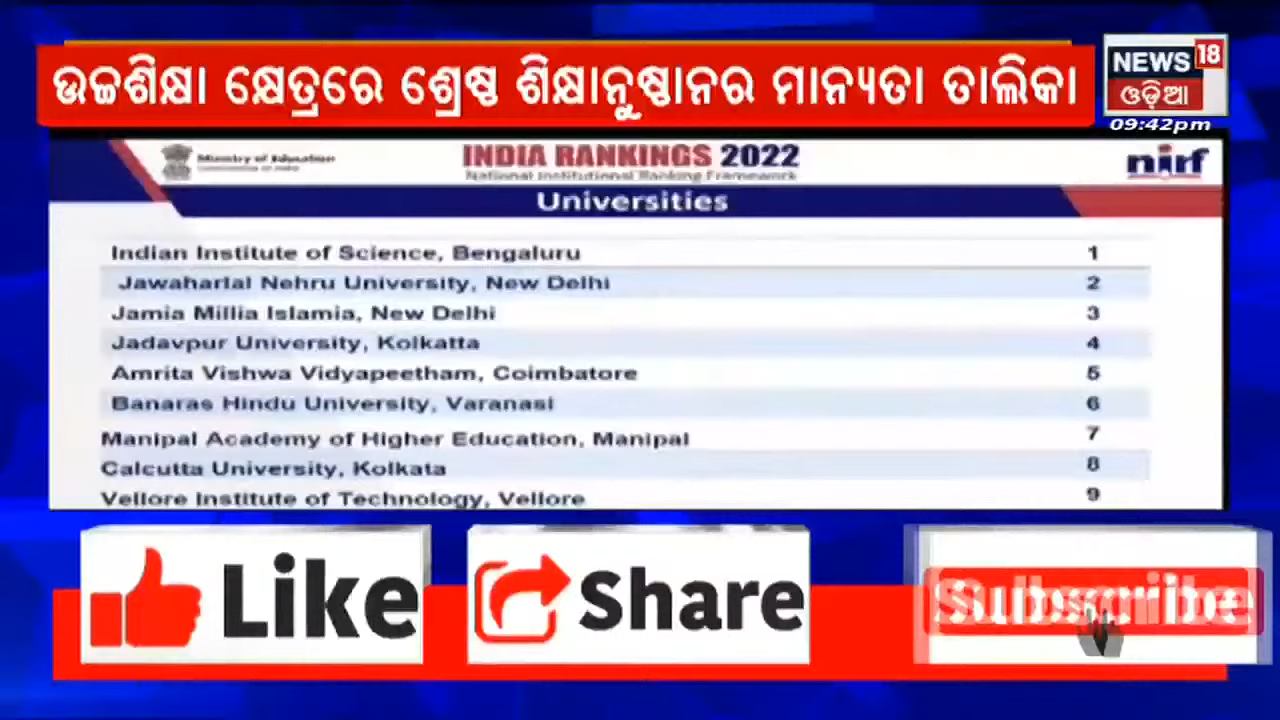 ଉଚ୍ଚଶିକ୍ଷା କ୍ଷେତ୍ରରେ ଶ୍ରେଷ୍ଠ ଶିକ୍ଷାନୁଷ୍ଠାନର ମାନ୍ୟତା ତାଲିକା
NEWS 18
ଓଡ଼ିଆ
09:42pm
Ministry of Education
Government of India
INDIA RANKINGS 2022
National Institutional Ranking Framework
nirf
Universities
Indian Institute of Science, Bengaluru 1
Jawaharlal Nehru University, New Delhi 2
Jamia Millia Islamia, New Delhi 3
Jadavpur University, Kolkatta 4
Amrita Vishwa Vidyapeetham, Coimbatore 5
Banaras Hindu University, Varanasi 6
Manipal Academy of Higher Education, Manipal 7
Calcutta University, Kolkata 8
Vellore Institute of Technology, Vellore 9
Like
Share
Subscribe